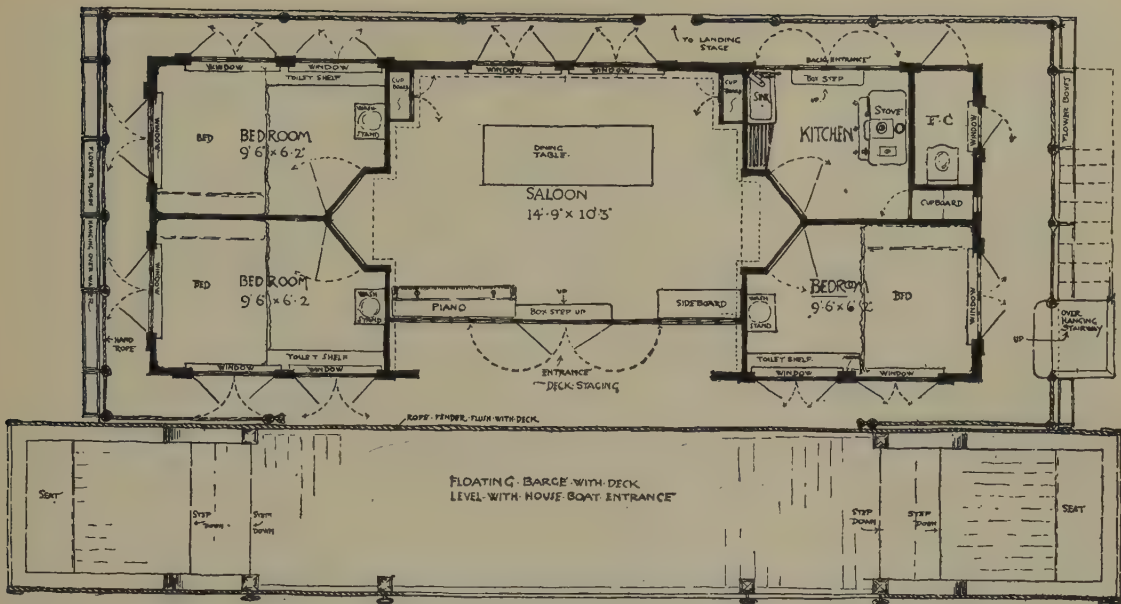 TO LANDING
STAGE
BACK ENTRANCE
WINDOW
WINDOW
TOILET SHELF
CUP
BOARD
WINDOW
WINDOW
CUP
BOARD
SINK
BOX STEP
UP
STOVE
E·C
WINDOW
FLOWER BOXES
WINDOW
BED
BEDROOM
9'6" × 6·2"
WASH
STAND
DINING
TABLE
KITCHEN
SALOON
14'·9" × 10'·3"
CUPBOARD
FLOWER BOXES
HANGING OVER WATER
WINDOW
BED
BEDROOM
9'6" × 6·2
WASH
STAND
PIANO
UP
BOX STEP UP
SIDEBOARD
WASH
STAND
BEDROOM
9'·6" × 6'2"
BED
WINDOW
OVER
HANGING
STAIRWAY
UP
HAND
ROPE
TOILET SHELF
WINDOW
WINDOW
ENTRANCE
DECK·STAGING
TOILET SHELF
WINDOW
WINDOW
ROPE·FENDER·FLUSH·WITH·DECK
FLOATING·BARGE·WITH·DECK
LEVEL·WITH·HOUSE·BOAT·ENTRANCE
SEAT
STEP
DOWN
STEP
DOWN
STEP
DOWN
STEP
DOWN
SEAT